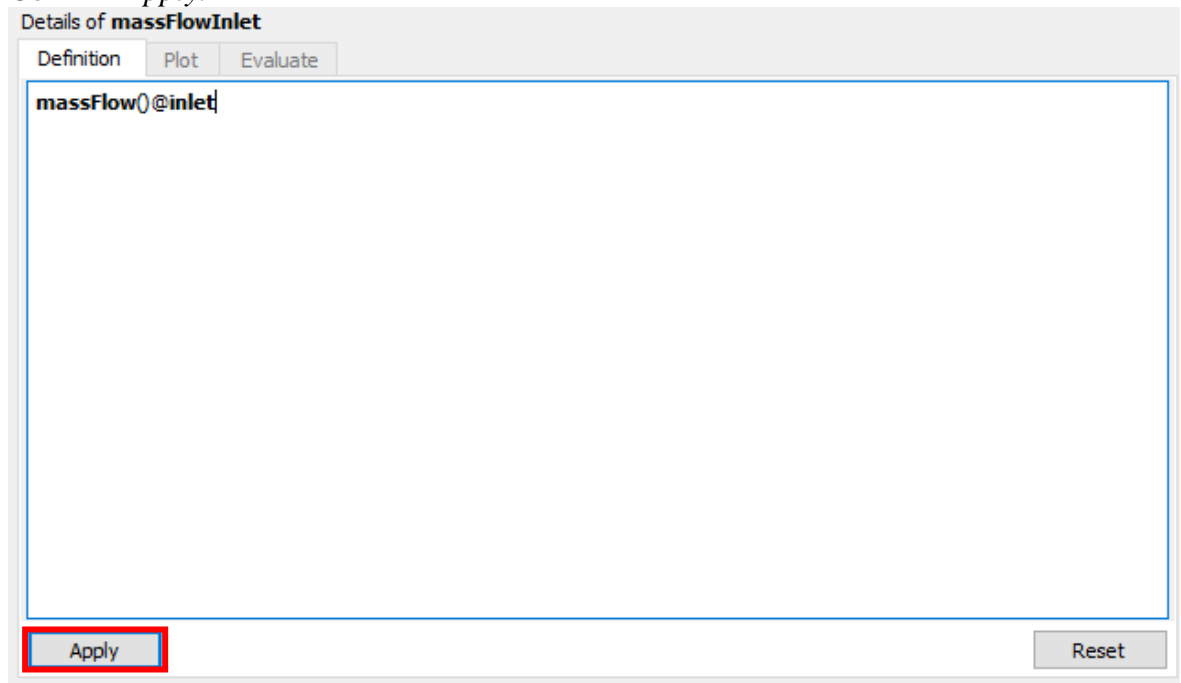 Details of massFlowInlet
Definition Plot Evaluate
massFlow()@inlet
Apply Reset